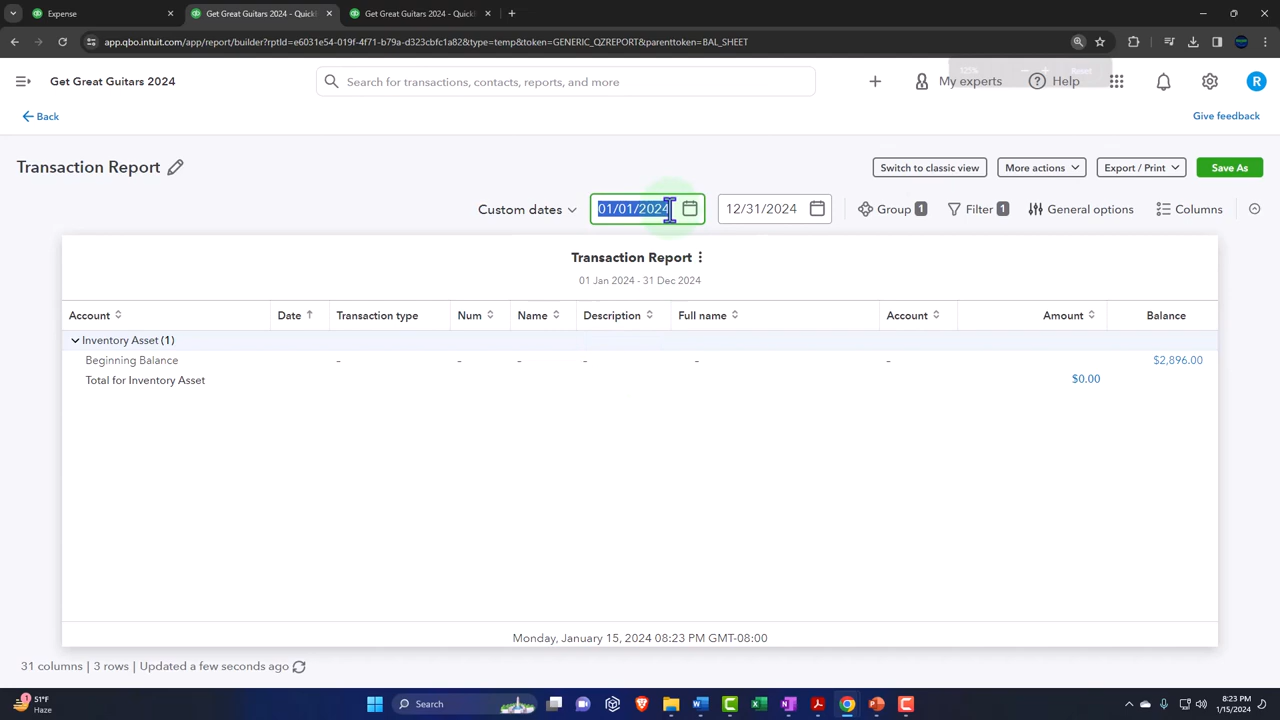 Expense
Get Great Guitars 2024 - Quick
Get Great Guitars 2024 - Quick
app.qbo.intuit.com/app/report/builder?rptId=e6031e54-019f-4f71-b79a-d323cbfc1a82&type=temp&token=GENERIC_QZREPORT&parenttoken=BAL_SHEET
Get Great Guitars 2024
Search for transactions, contacts, reports, and more
My experts
Help
R
125%
Reset
Back
Give feedback
Transaction Report
Switch to classic view
More actions
Export / Print
Save As
Custom dates
01/01/2024
12/31/2024
Group 1
Filter 1
General options
Columns
Transaction Report
01 Jan 2024 - 31 Dec 2024
Account Date Transaction type Num Name Description Full name Account Amount Balance
Inventory Asset (1)
Beginning Balance - - - - - - $2,896.00
Total for Inventory Asset $0.00
Monday, January 15, 2024 08:23 PM GMT-08:00
31 columns | 3 rows | Updated a few seconds ago
1
51°F
Haze
Search
8:23 PM
1/15/2024